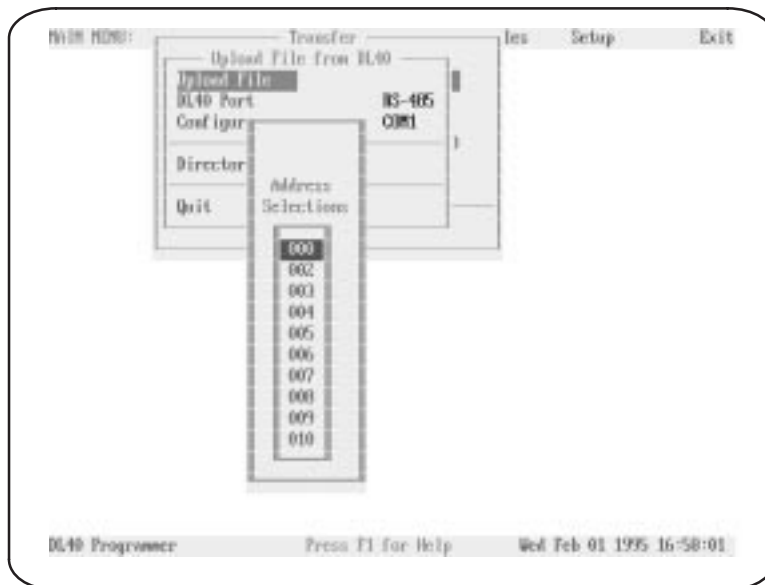 MAIN MENU: Transfer les Setup Exit
Upload File from DL40
Upload File
DL40 Port RS-485
Configur COM1
Director
Quit
Address
Selections
000
002
003
004
005
006
007
008
009
010
DL40 Programmer Press F1 for Help Wed Feb 01 1995 16:58:01